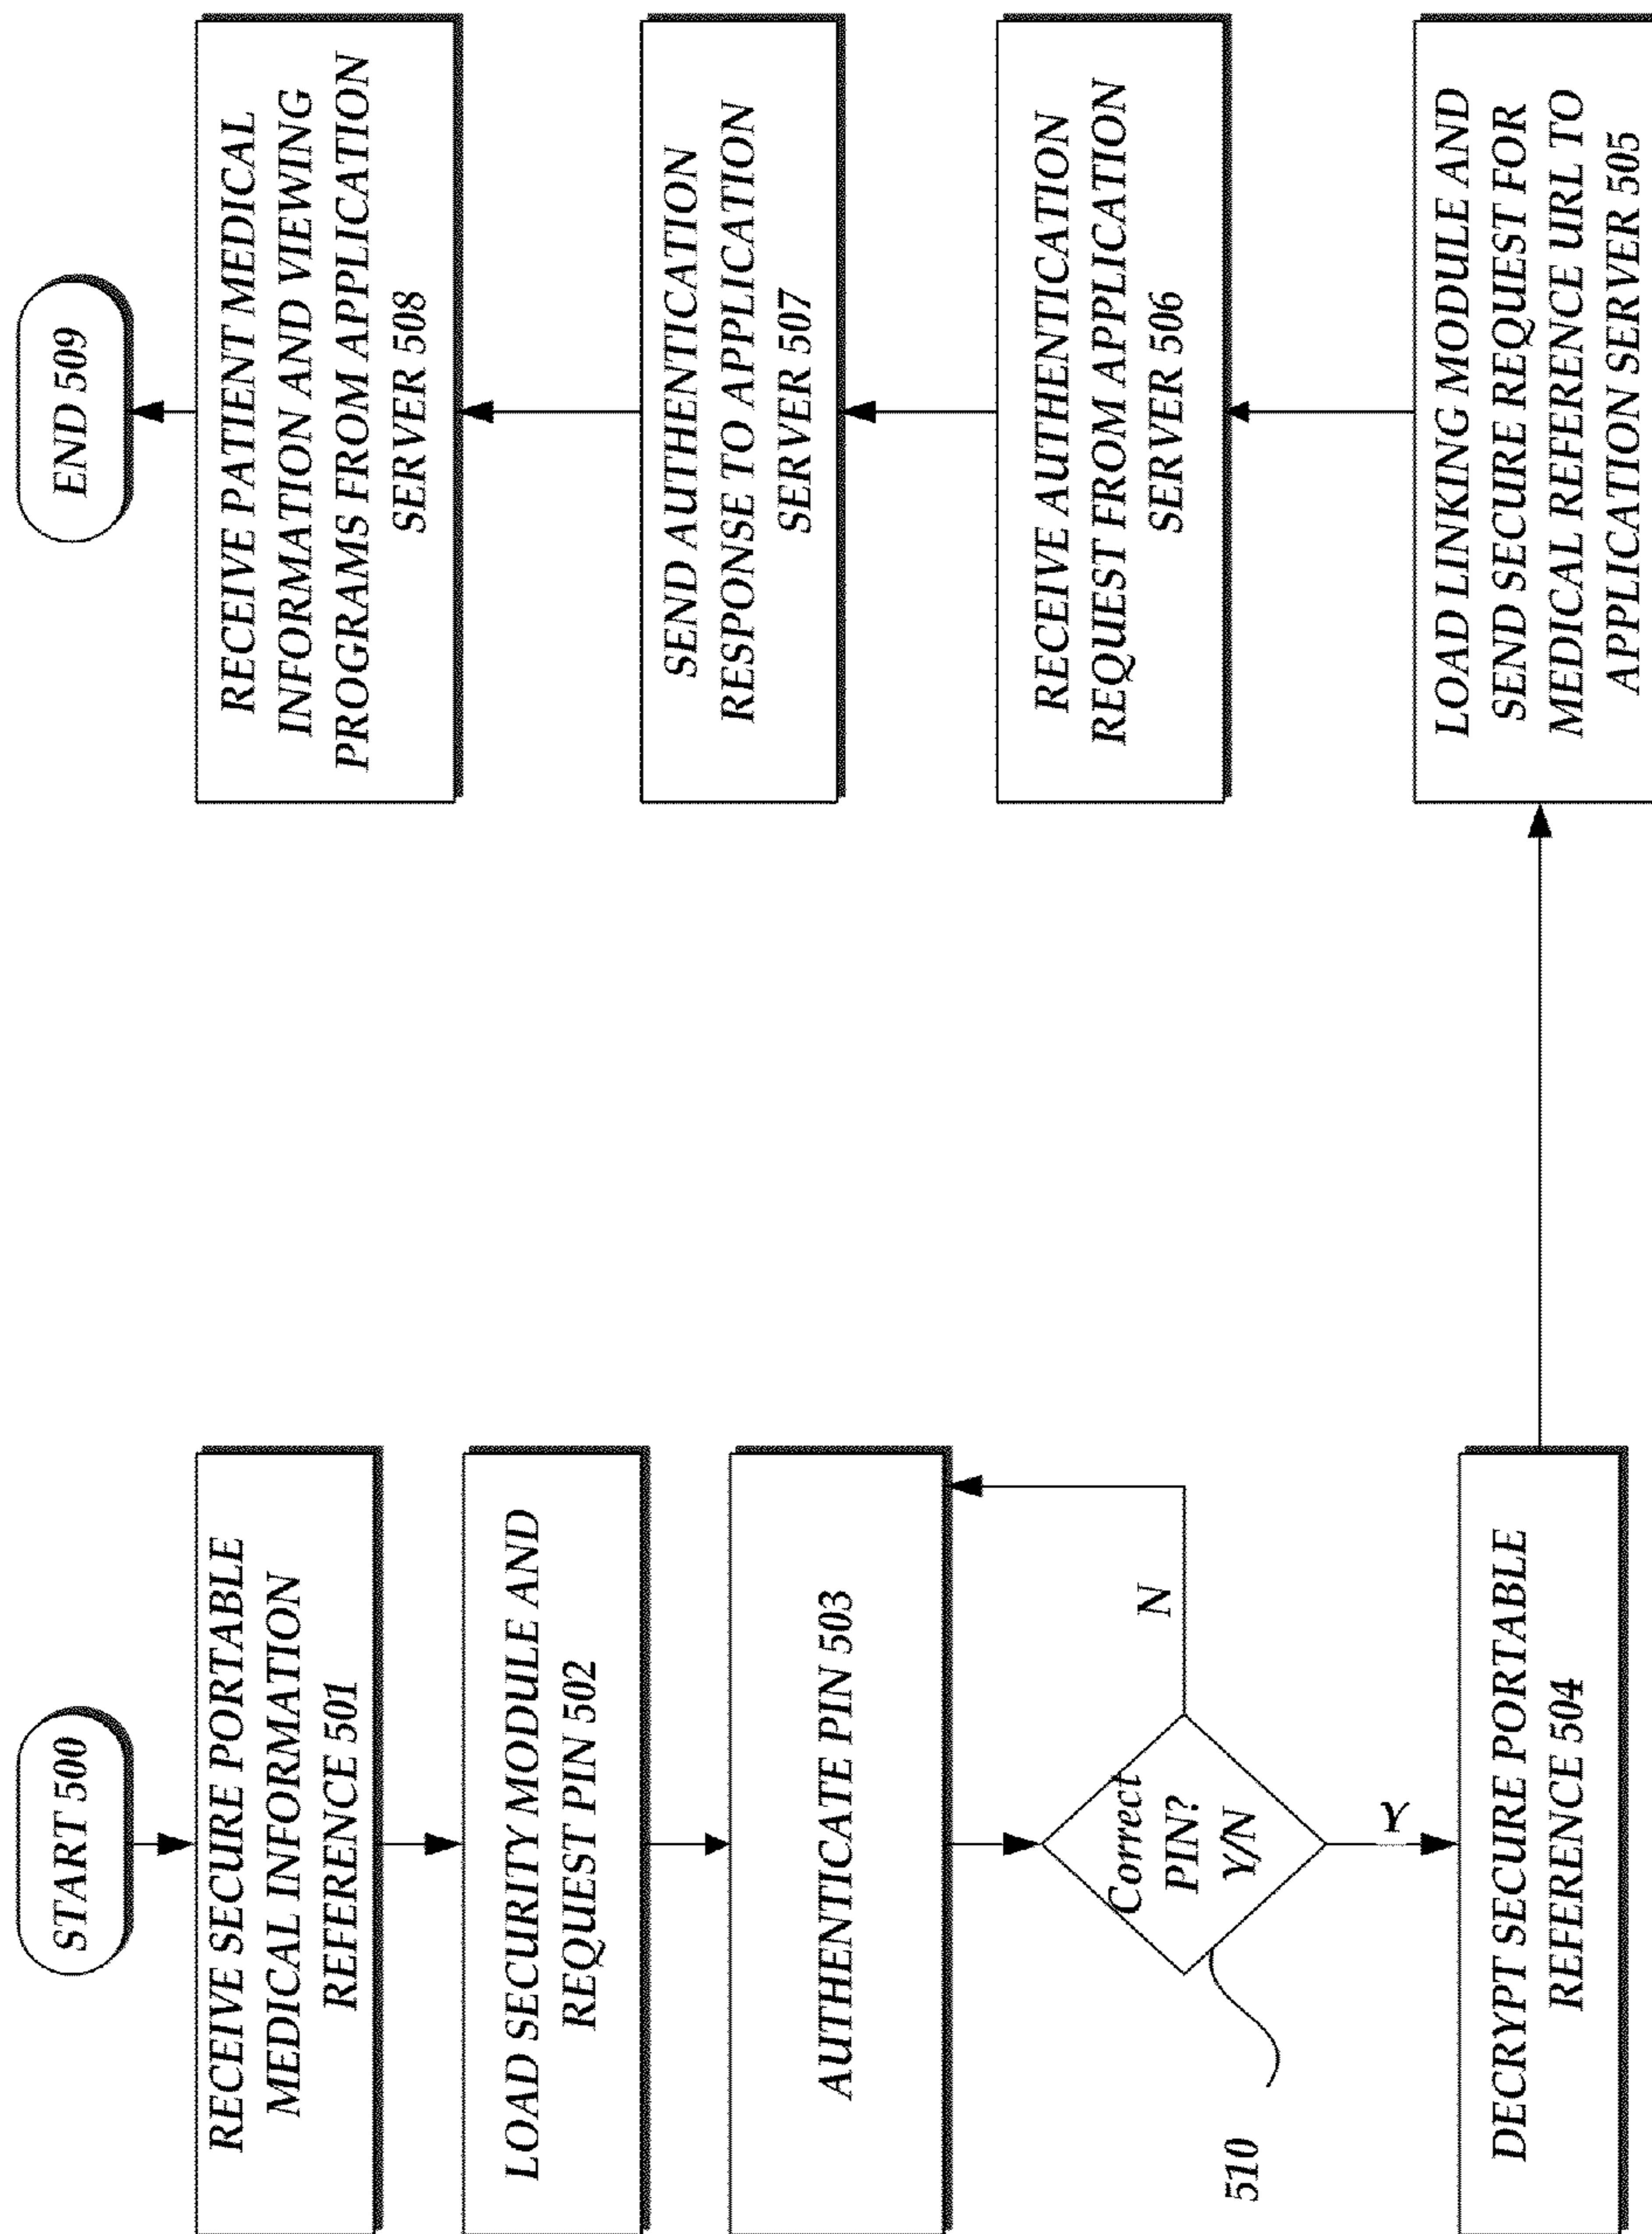 START 500
RECEIVE SECURE PORTABLE
MEDICAL INFORMATION
REFERENCE 501
LOAD SECURITY MODULE AND
REQUEST PIN 502
AUTHENTICATE PIN 503
Correct
PIN?
Y/N
N
510
Y
DECRYPT SECURE PORTABLE
REFERENCE 504
LOAD LINKING MODULE AND
SEND SECURE REQUEST FOR
MEDICAL REFERENCE URL TO
APPLICATION SERVER 505
RECEIVE AUTHENTICATION
REQUEST FROM APPLICATION
SERVER 506
SEND AUTHENTICATION
RESPONSE TO APPLICATION
SERVER 507
RECEIVE PATIENT MEDICAL
INFORMATION AND VIEWING
PROGRAMS FROM APPLICATION
SERVER 508
END 509